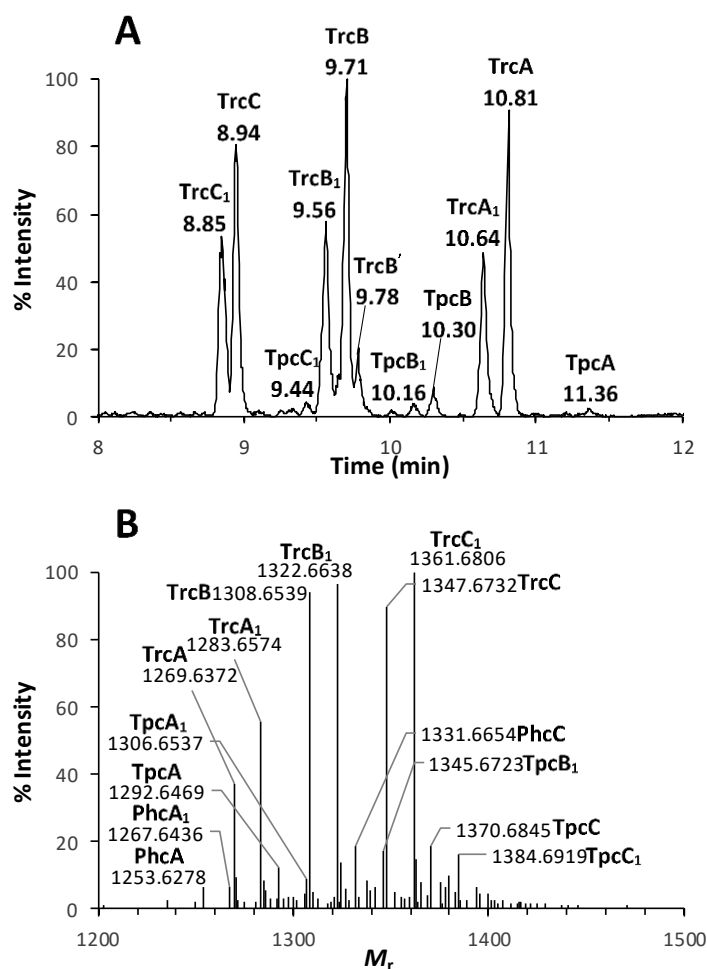 A
TrcB
9.71
TrcA
10.81
TrcC
8.94
TrcC₁
8.85
TrcB₁
9.56
TrcA₁
10.64
TrcB′
9.78
TpcB
10.30
TpcC₁
9.44
TpcB₁
10.16
TpcA
11.36
% Intensity
100
80
60
40
20
0
8 9 10 11 12
Time (min)
B
TrcB₁
1322.6638
TrcC₁
1361.6806
TrcB1308.6539
1347.6732TrcC
TrcA₁
1283.6574
TrcA
1269.6372
TpcA₁
1306.6537
1331.6654PhcC
TpcA
1292.6469
1345.6723TpcB₁
PhcA₁
1267.6436
1370.6845TpcC
PhcA
1253.6278
1384.6919TpcC₁
% Intensity
100
80
60
40
20
0
1200 1300 1400 1500
Mr